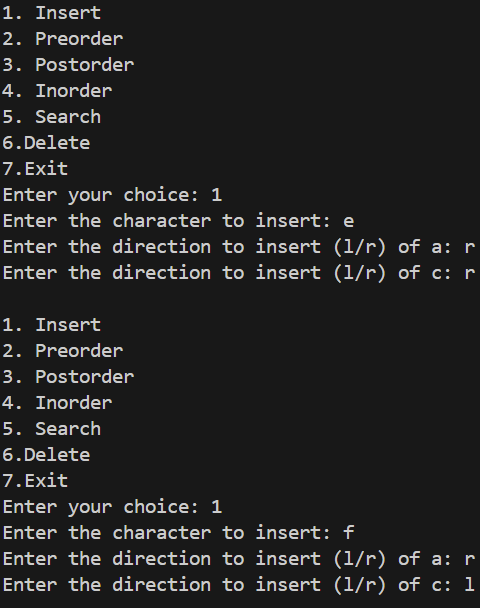 1. Insert
2. Preorder
3. Postorder
4. Inorder
5. Search
6.Delete
7.Exit
Enter your choice: 1
Enter the character to insert: e
Enter the direction to insert (l/r) of a: r
Enter the direction to insert (l/r) of c: r

1. Insert
2. Preorder
3. Postorder
4. Inorder
5. Search
6.Delete
7.Exit
Enter your choice: 1
Enter the character to insert: f
Enter the direction to insert (l/r) of a: r
Enter the direction to insert (l/r) of c: l